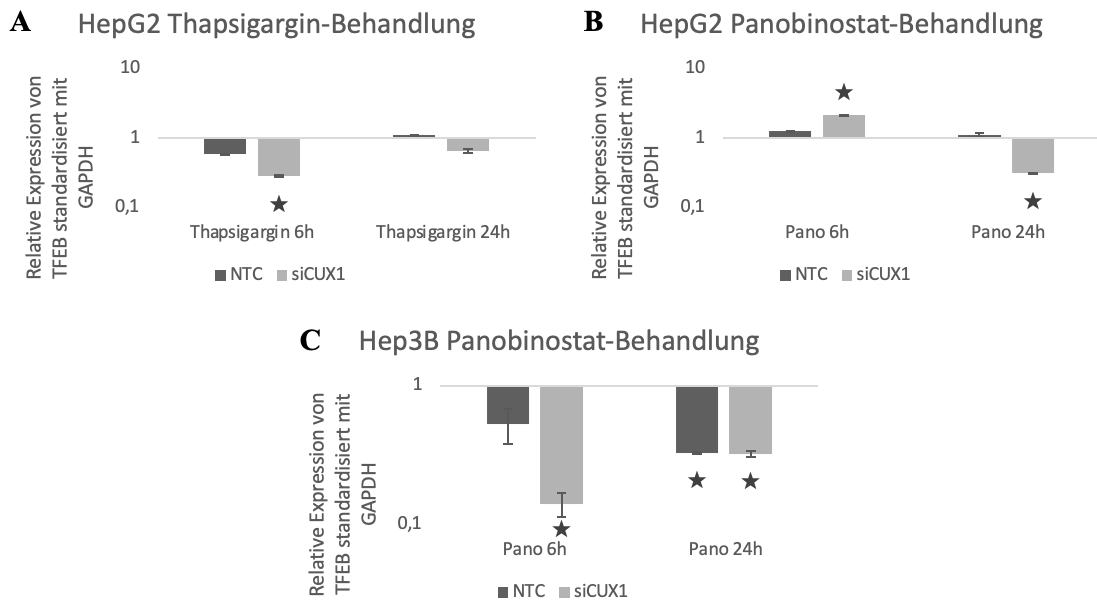 A
HepG2 Thapsigargin-Behandlung
Relative Expression von
TFEB standardisiert mit
GAPDH
10
1
0,1
Thapsigargin 6h
Thapsigargin 24h
NTC
siCUX1
B
HepG2 Panobinostat-Behandlung
Relative Expression von
TFEB standardisiert mit
GAPDH
10
1
0,1
Pano 6h
Pano 24h
NTC
siCUX1
C
Hep3B Panobinostat-Behandlung
Relative Expression von
TFEB standardisiert mit
GAPDH
1
0,1
Pano 6h
Pano 24h
NTC
siCUX1